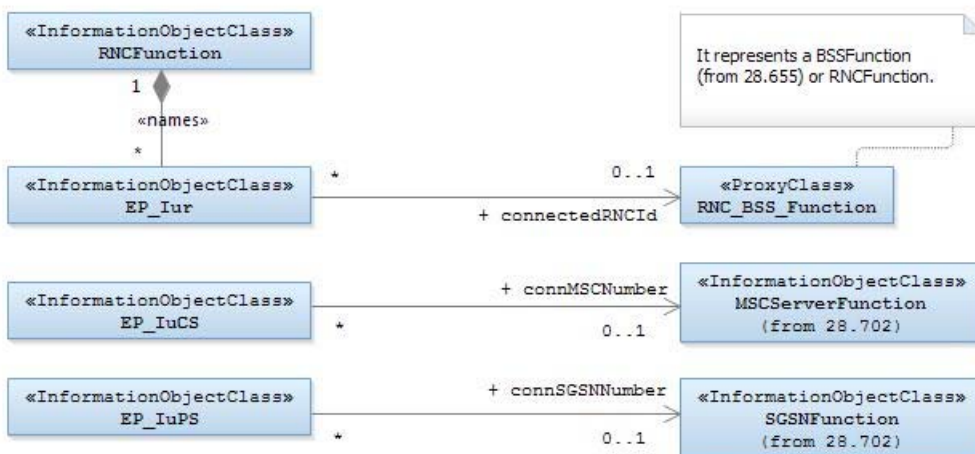 «InformationObjectClass»
RNCFunction
It represents a BSSFunction
(from 28.655) or RNCFunction.
1
«names»
*
«InformationObjectClass»
EP_Iur
*
0..1
+ connectedRNCId
«ProxyClass»
RNC_BSS_Function
«InformationObjectClass»
EP_IuCS
+ connMSCNumber
*
0..1
«InformationObjectClass»
MSCServerFunction
(from 28.702)
«InformationObjectClass»
EP_IuPS
+ connSGSNNumber
*
0..1
«InformationObjectClass»
SGSNFunction
(from 28.702)